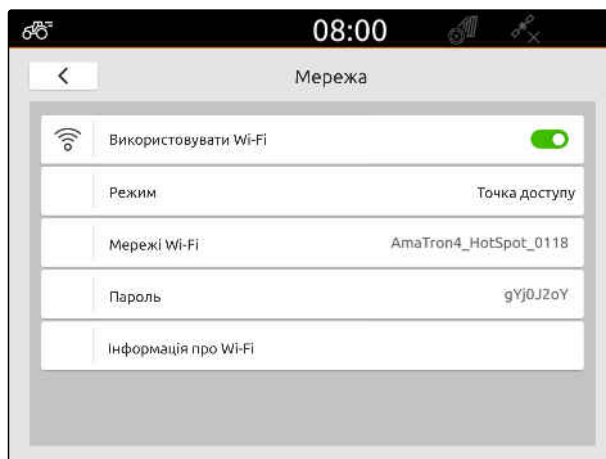 08:00
Мережа
Використовувати Wi-Fi
Режим Точка доступу
Мережі Wi-Fi AmaTron4_HotSpot_0118
Пароль gYj0J2oY
Інформація про Wi-Fi